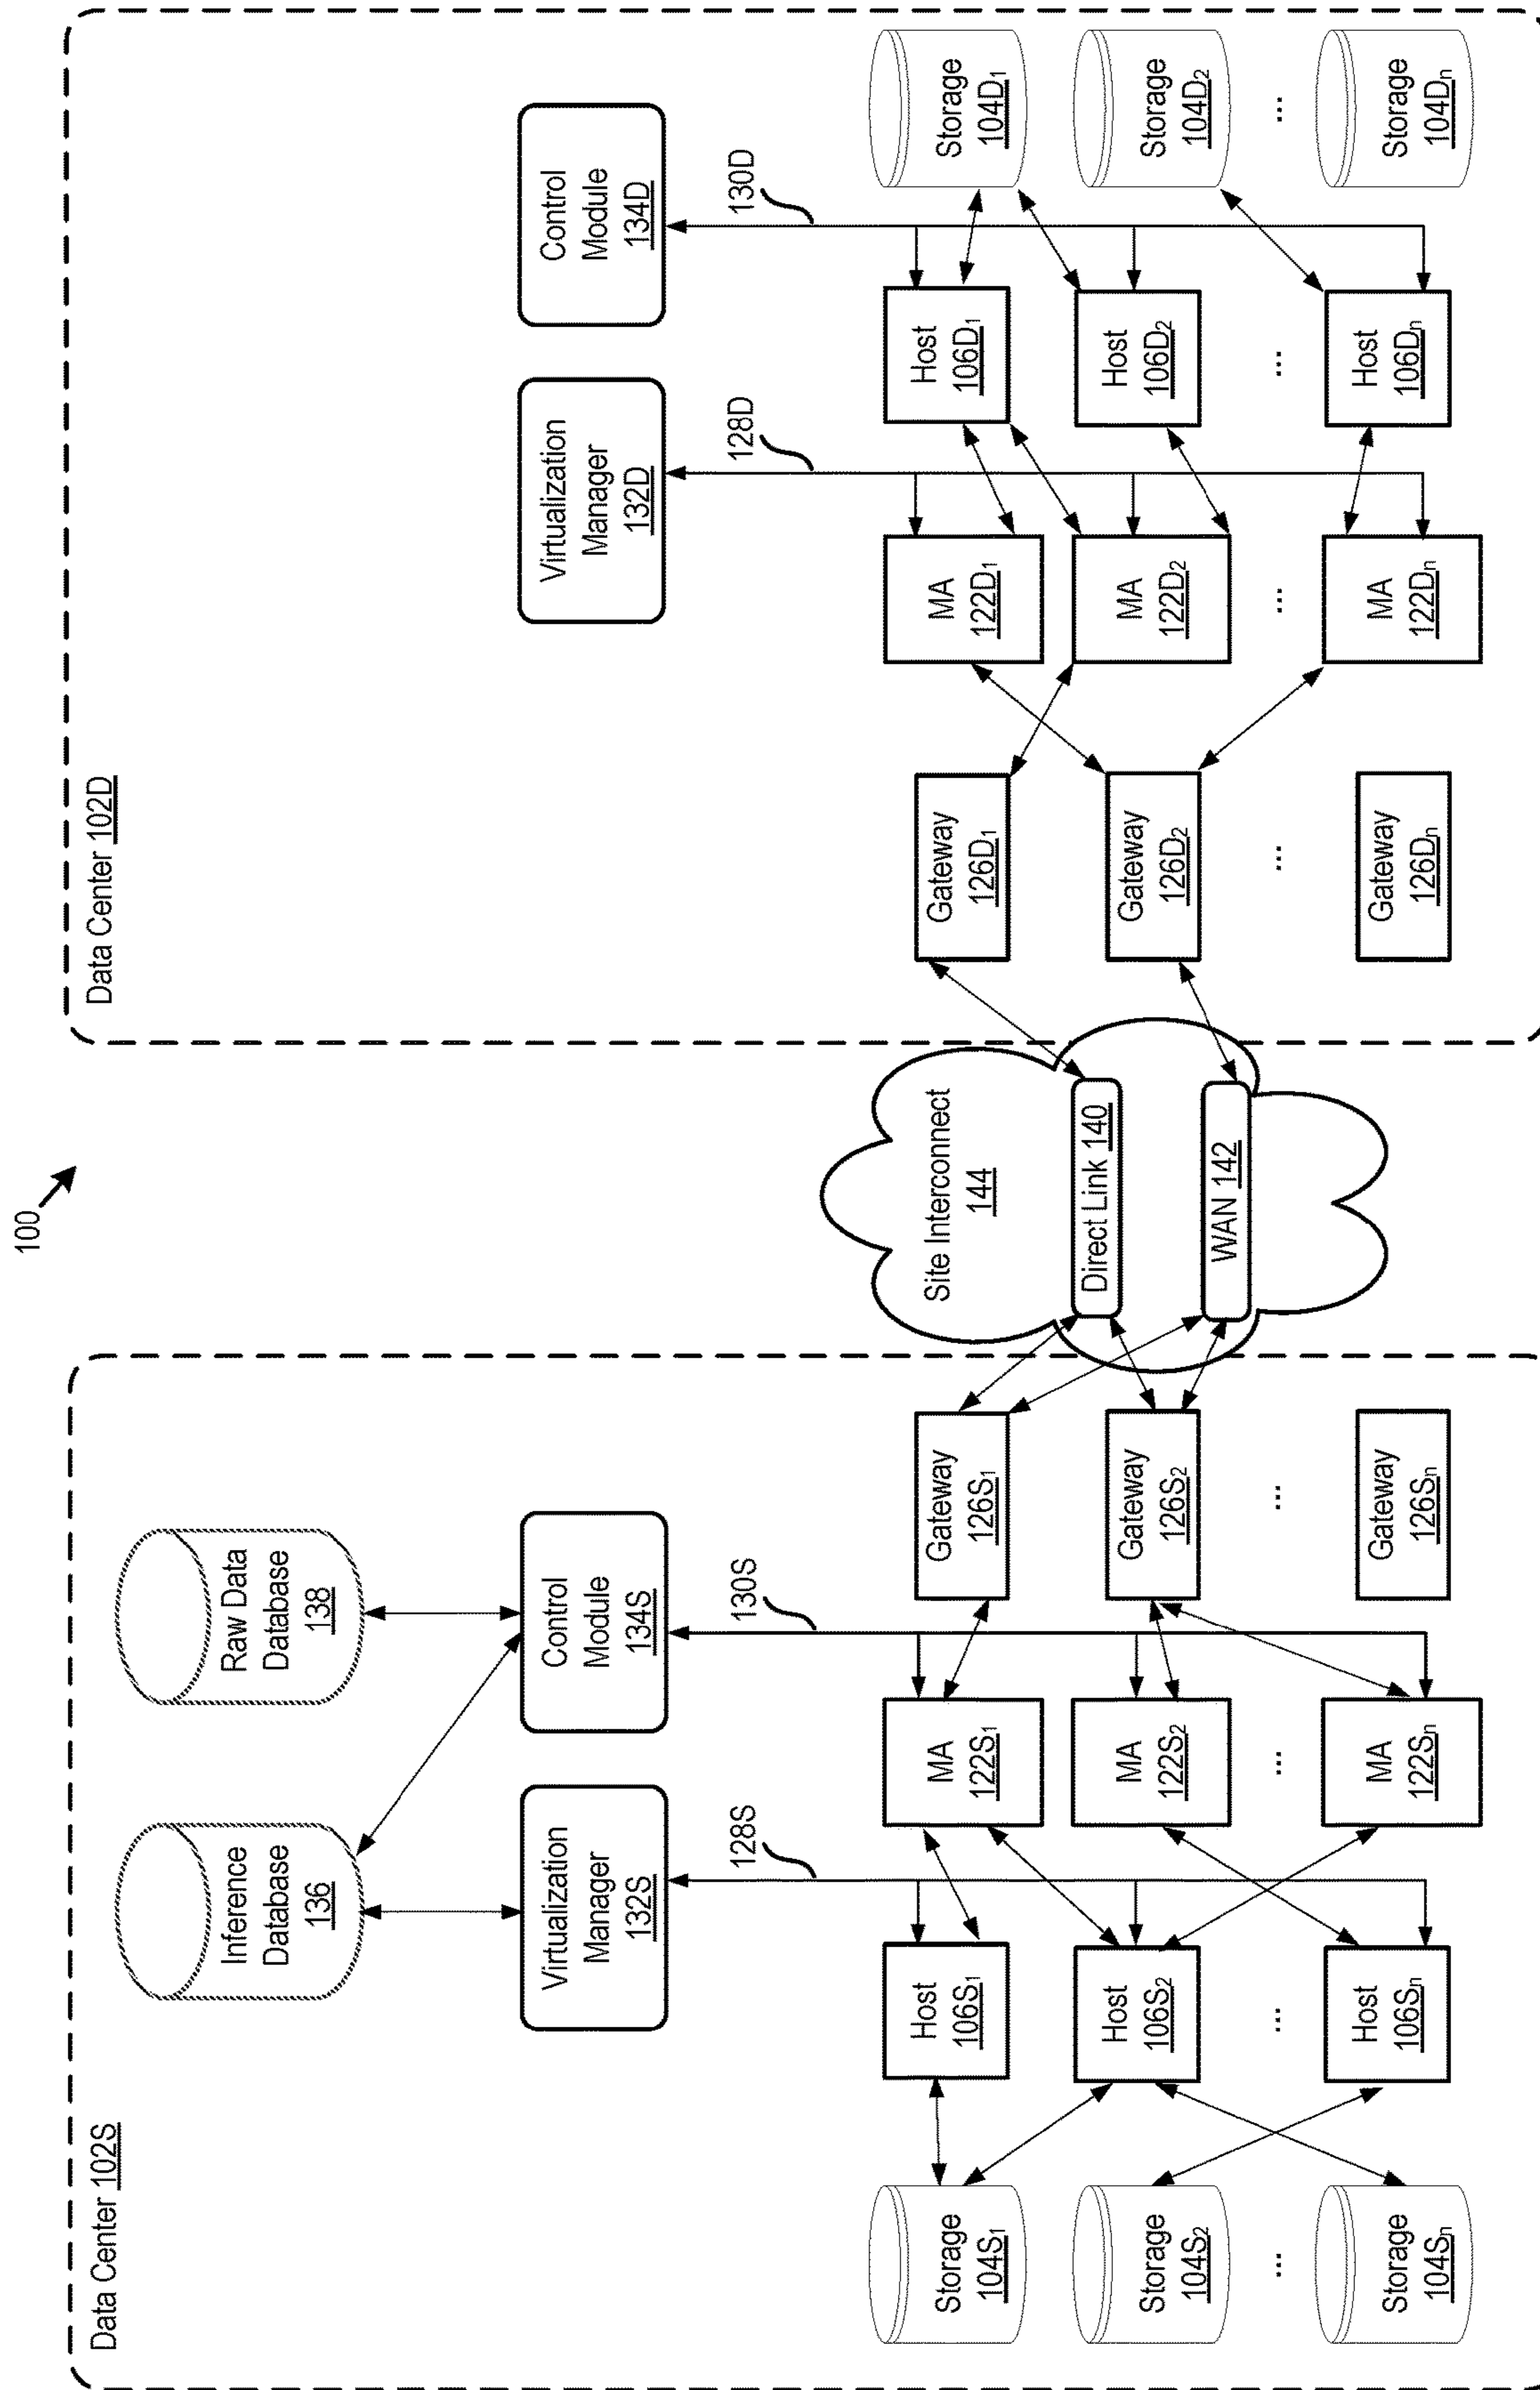 100
Data Center 102S
Inference
Database
136
Raw Data
Database
138
Virtualization
Manager
132S
Control
Module
134S
128S
130S
Storage
104S1
Host
106S1
MA
122S1
Gateway
126S1
Storage
104S2
Host
106S2
MA
122S2
Gateway
126S2
...
...
...
...
Storage
104Sn
Host
106Sn
MA
122Sn
Gateway
126Sn
Site Interconnect
144
Direct Link 140
WAN 142
Data Center 102D
Virtualization
Manager
132D
Control
Module
134D
128D
130D
Gateway
126D1
MA
122D1
Host
106D1
Storage
104D1
Gateway
126D2
MA
122D2
Host
106D2
Storage
104D2
...
...
...
...
Gateway
126Dn
MA
122Dn
Host
106Dn
Storage
104Dn